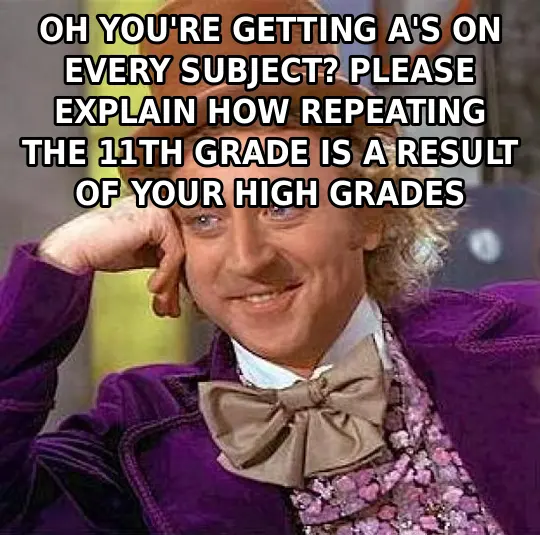 OH YOU'RE GETTING A'S ON
EVERY SUBJECT? PLEASE
EXPLAIN HOW REPEATING
THE 11TH GRADE IS A RESULT
OF YOUR HIGH GRADES